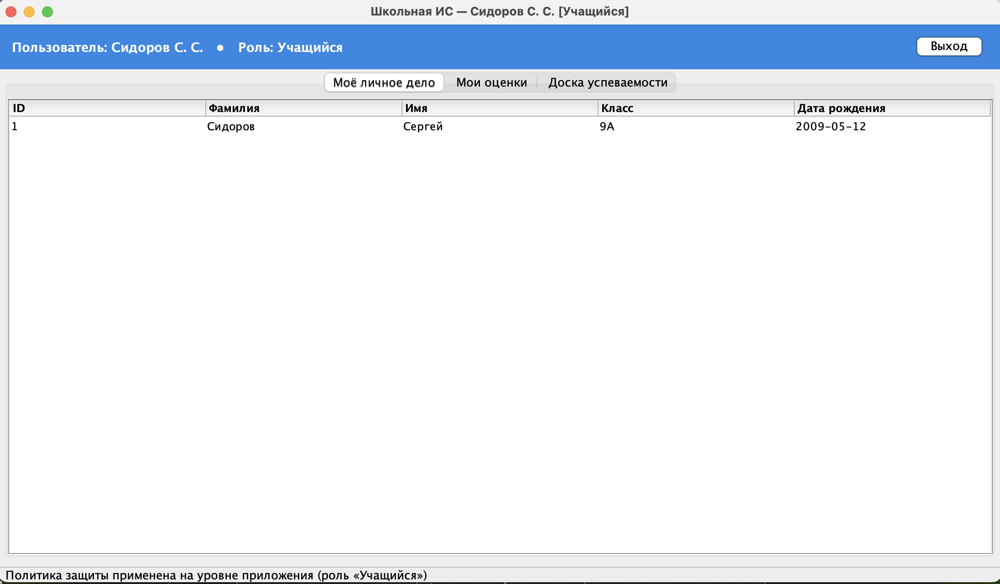 Школьная ИС — Сидоров С. С. [Учащийся]
Пользователь: Сидоров С. С. ● Роль: Учащийся
Выход
Моё личное дело Мои оценки Доска успеваемости
ID Фамилия Имя Класс Дата рождения
1 Сидоров Сергей 9А 2009-05-12
Политика защиты применена на уровне приложения (роль «Учащийся»)